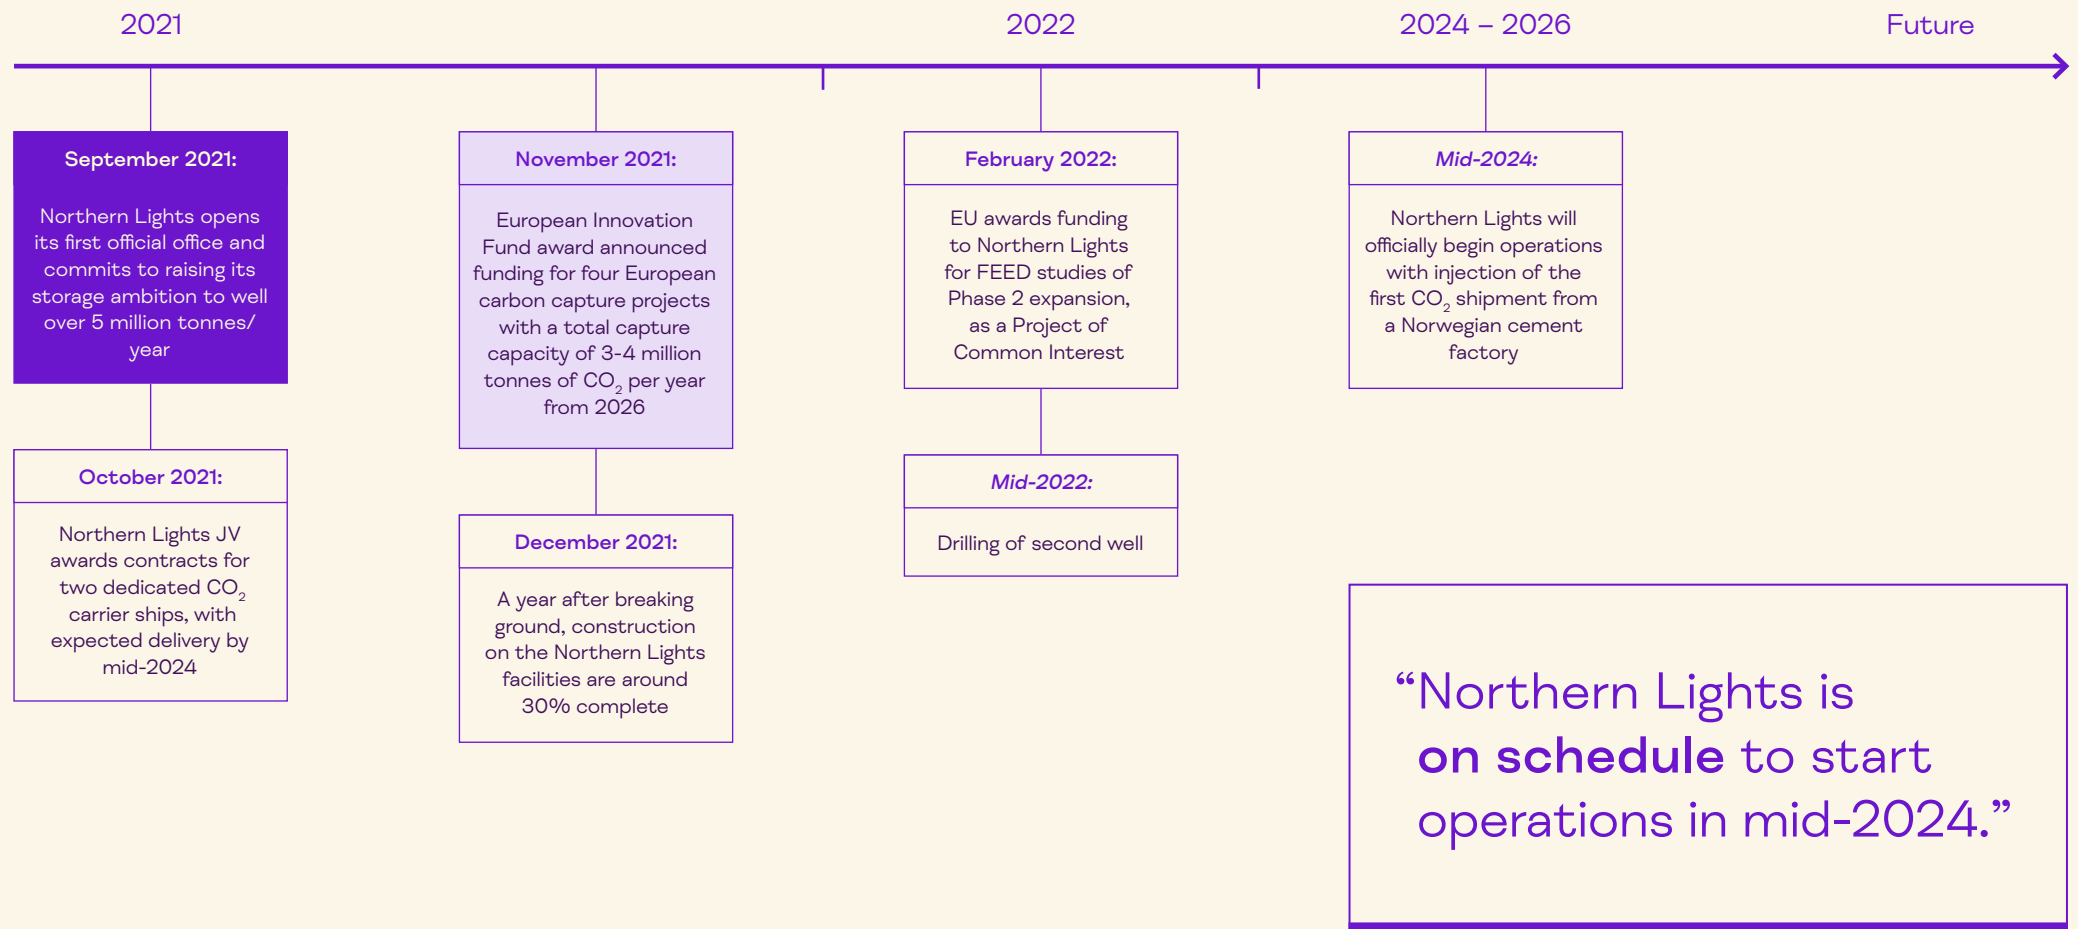 2021
2022
2024 – 2026
Future
September 2021:
Northern Lights opens
its first official office and
commits to raising its
storage ambition to well
over 5 million tonnes/
year
October 2021:
Northern Lights JV
awards contracts for
two dedicated CO₂
carrier ships, with
expected delivery by
mid-2024
November 2021:
European Innovation
Fund award announced
funding for four European
carbon capture projects
with a total capture
capacity of 3-4 million
tonnes of CO₂ per year
from 2026
December 2021:
A year after breaking
ground, construction
on the Northern Lights
facilities are around
30% complete
February 2022:
EU awards funding
to Northern Lights
for FEED studies of
Phase 2 expansion,
as a Project of
Common Interest
Mid-2022:
Drilling of second well
Mid-2024:
Northern Lights will
officially begin operations
with injection of the
first CO₂ shipment from
a Norwegian cement
factory
“Northern Lights is
on schedule to start
operations in mid-2024.”